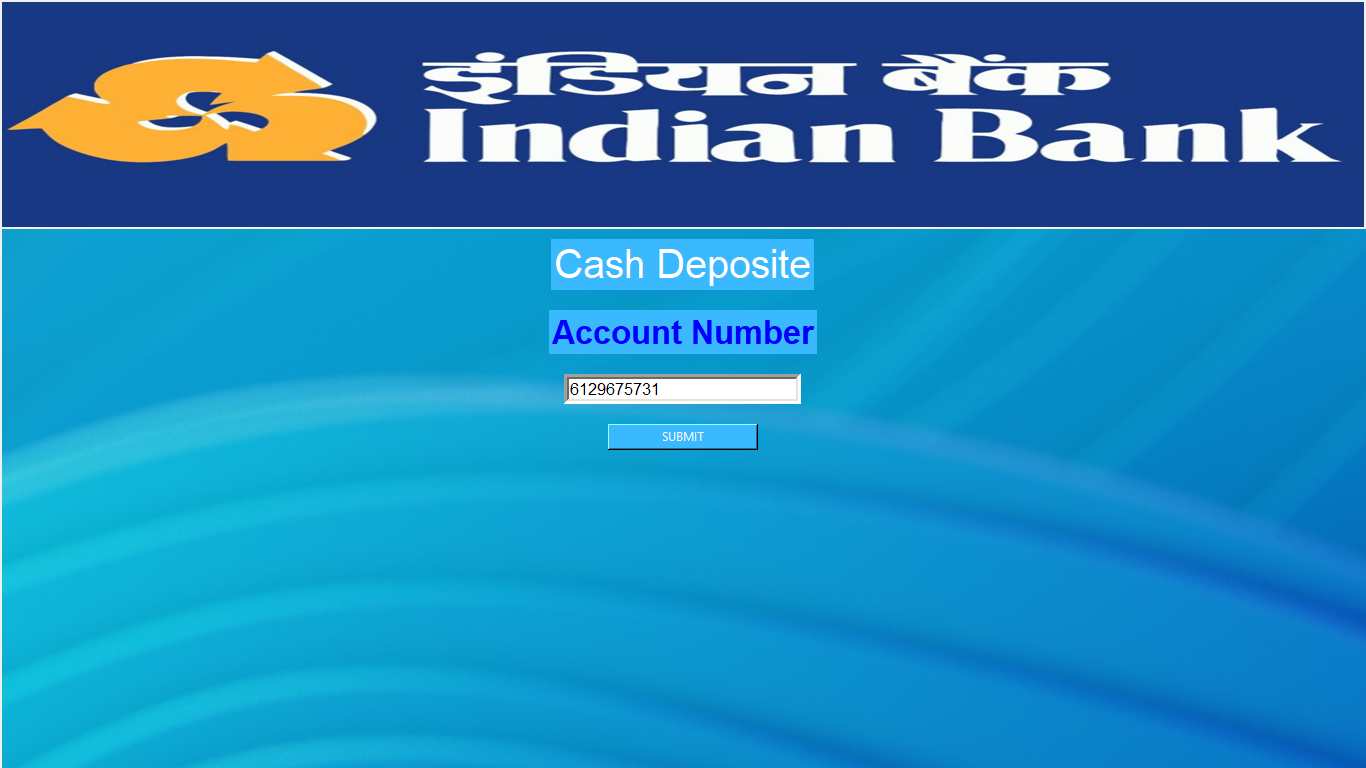 इंडियन बैंक
Indian Bank
Cash Deposite
Account Number
6129675731
SUBMIT